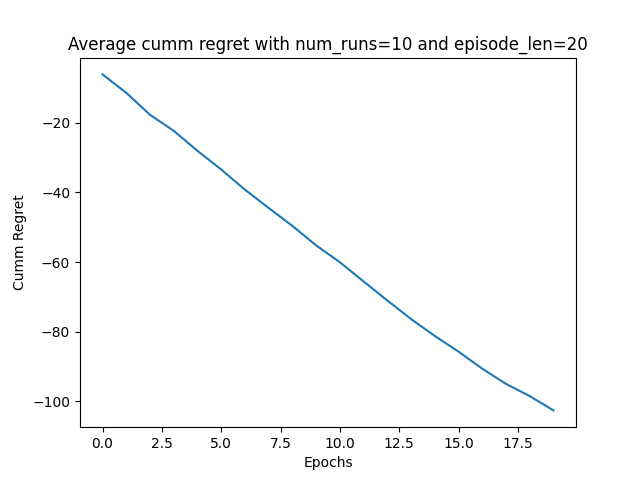 Average cumm regret with num_runs=10 and episode_len=20
−20
−40
−60
−80
−100
Cumm Regret
0.0 2.5 5.0 7.5 10.0 12.5 15.0 17.5
Epochs